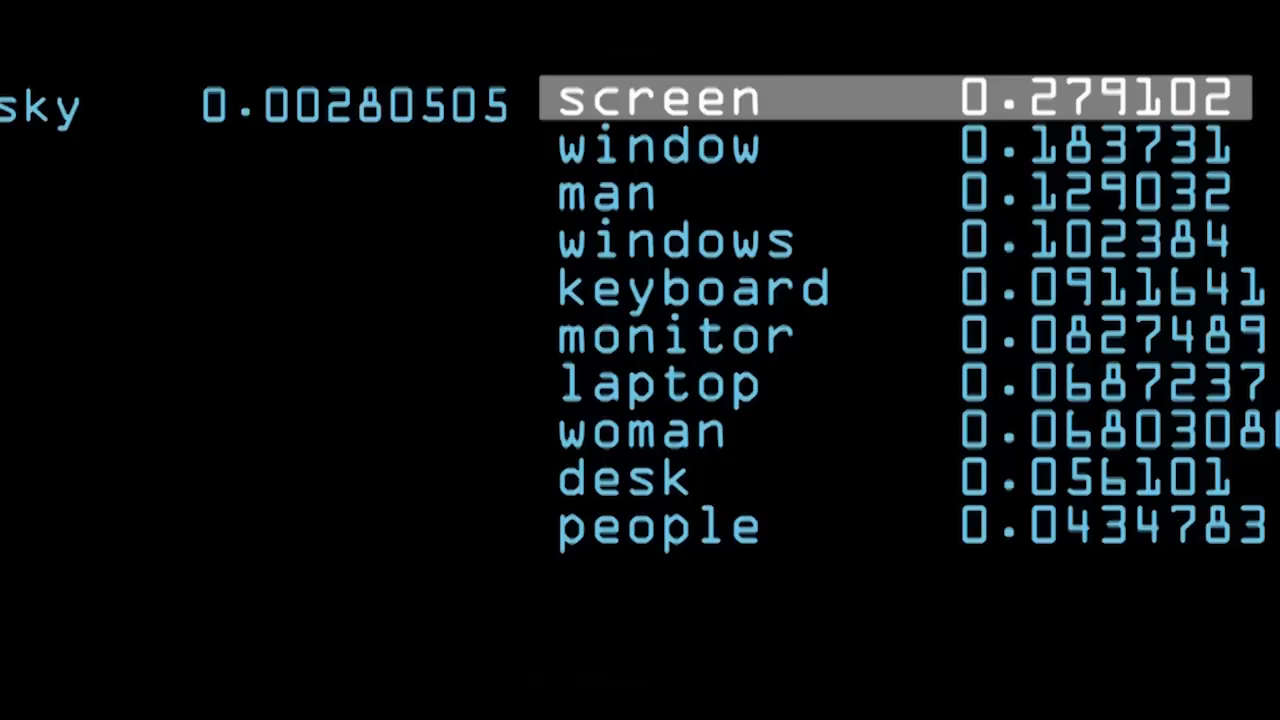 sky 0.00280505
screen 0.279102
window 0.183731
man 0.129032
windows 0.102384
keyboard 0.0911641
monitor 0.0827489
laptop 0.0687237
woman 0.0680308
desk 0.056101
people 0.0434783